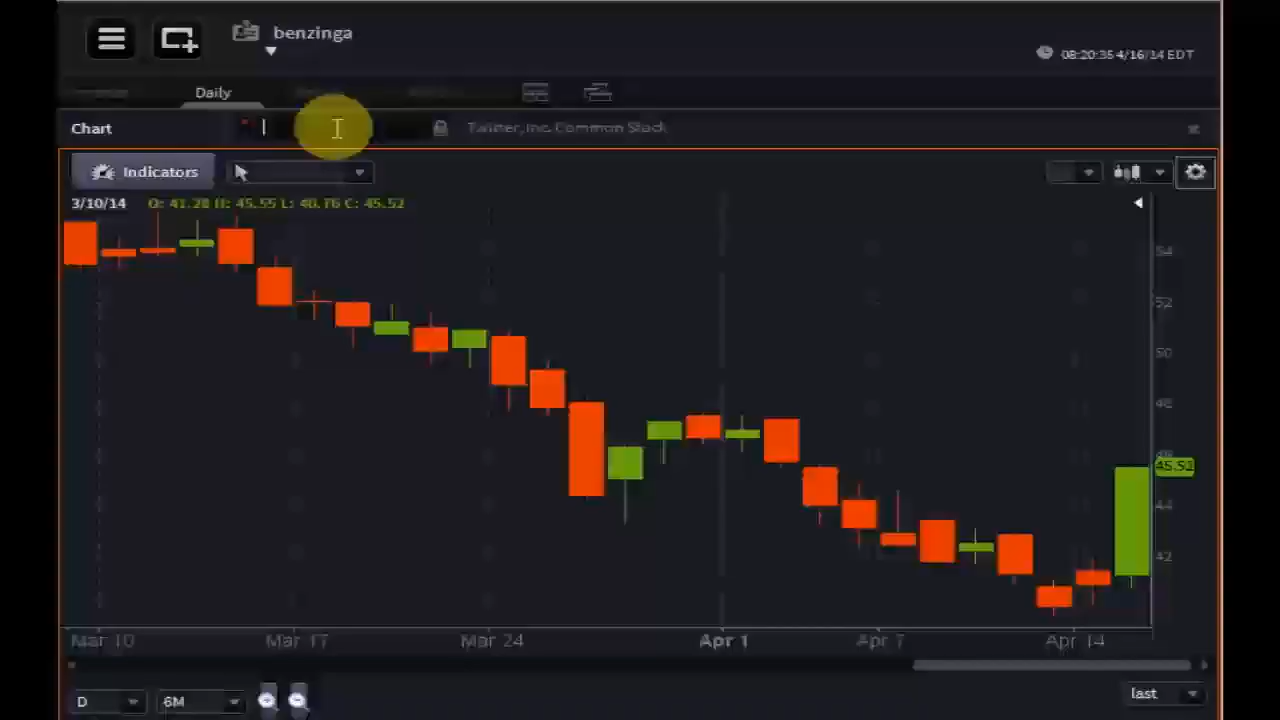 benzinga
08:20:35 4/16/14 EDT
Daily
Chart
Twitter, Inc. Common Stock
Indicators
3/10/14 O: 41.28 H: 45.55 L: 40.76 C: 45.52
54
52
50
48
46
45.52
44
42
Mar 10 Mar 17 Mar 24 Apr 1 Apr 7 Apr 14
D 6M last